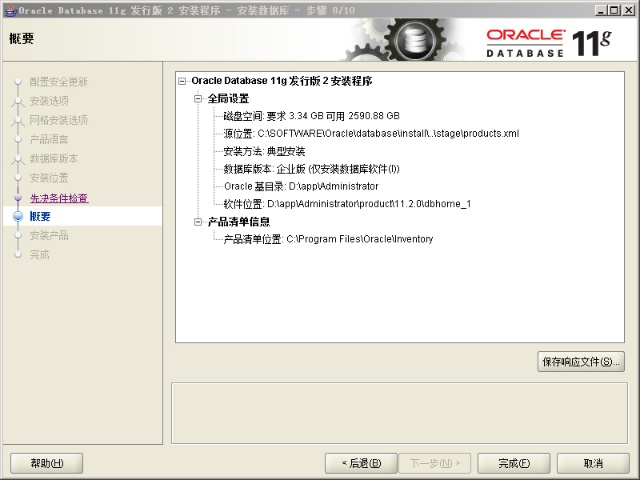 Oracle Database 11g 发行版 2 安装程序 - 安装数据库 - 步骤 8/10
概要
ORACLE
DATABASE 11g
配置安全更新
安装选项
网格安装选项
产品语言
数据库版本
安装位置
先决条件检查
概要
安装产品
完成
Oracle Database 11g 发行版 2 安装程序
全局设置
磁盘空间: 要求 3.34 GB 可用 2590.88 GB
源位置: C:\SOFTWARE\Oracle\database\install\..\stage\products.xml
安装方法: 典型安装
数据库版本: 企业版 (仅安装数据库软件(I))
Oracle 基目录: D:\app\Administrator
软件位置: D:\app\Administrator\product\11.2.0\dbhome_1
产品清单信息
产品清单位置: C:\Program Files\Oracle\Inventory
保存响应文件(S)...
帮助(H)
< 后退(B)
下一步(N) >
完成(F)
取消